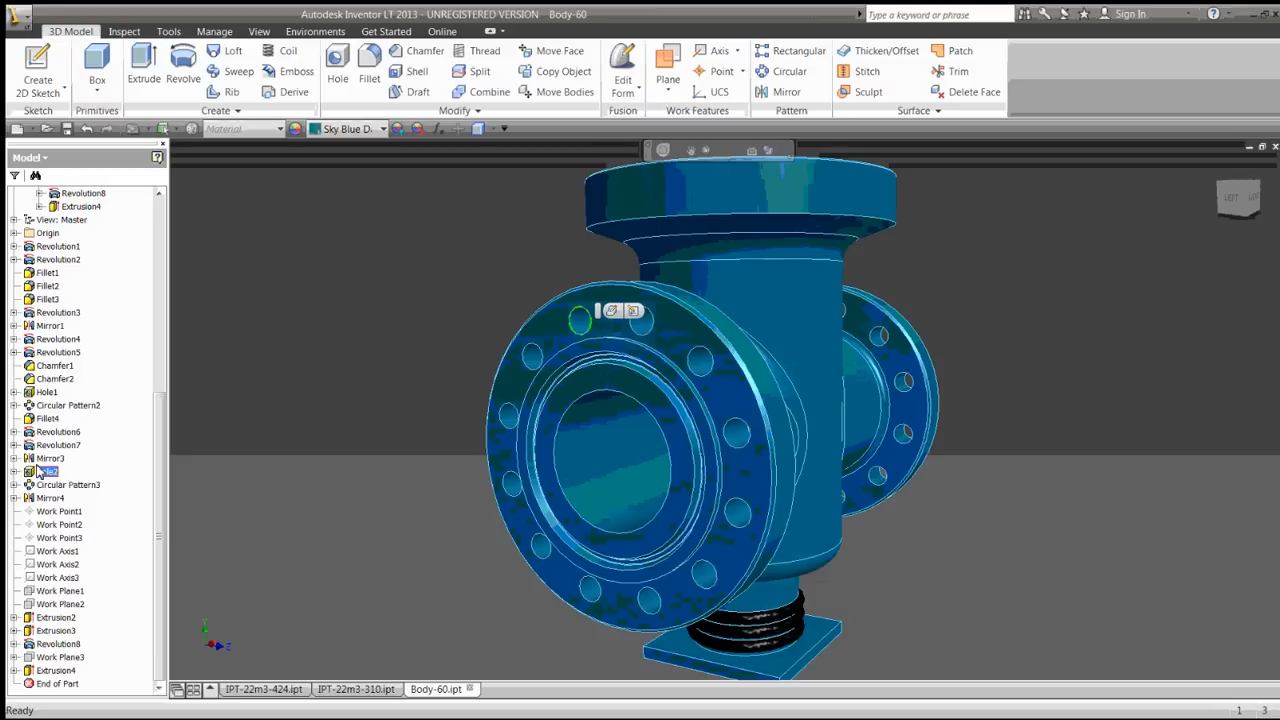 Autodesk Inventor LT 2013 - UNREGISTERED VERSION   Body-60
Type a keyword or phrase
Sign In
3D Model Inspect Tools Manage View Environments Get Started Online
Create 2D Sketch
Sketch
Box
Primitives
Extrude Revolve Loft Coil
Sweep Emboss
Rib Derive
Create
Hole Fillet Chamfer Thread Move Face
Shell Split Copy Object
Draft Combine Move Bodies
Modify
Edit Form
Fusion
Plane Axis
Point
UCS
Work Features
Rectangular
Circular
Mirror
Pattern
Thicken/Offset Patch
Stitch Trim
Sculpt Delete Face
Surface
Material
Sky Blue D
Model
Revolution8
Extrusion4
View: Master
Origin
Revolution1
Revolution2
Fillet1
Fillet2
Fillet3
Revolution3
Mirror1
Revolution4
Revolution5
Chamfer1
Chamfer2
Hole1
Circular Pattern2
Fillet4
Revolution6
Revolution7
Mirror3
Circular Pattern3
Mirror4
Work Point1
Work Point2
Work Point3
Work Axis1
Work Axis2
Work Axis3
Work Plane1
Work Plane2
Extrusion2
Extrusion3
Revolution8
Work Plane3
Extrusion4
End of Part
LEFT
Y
Z
IPT-22m3-424.ipt IPT-22m3-310.ipt Body-60.ipt
Ready
1 3